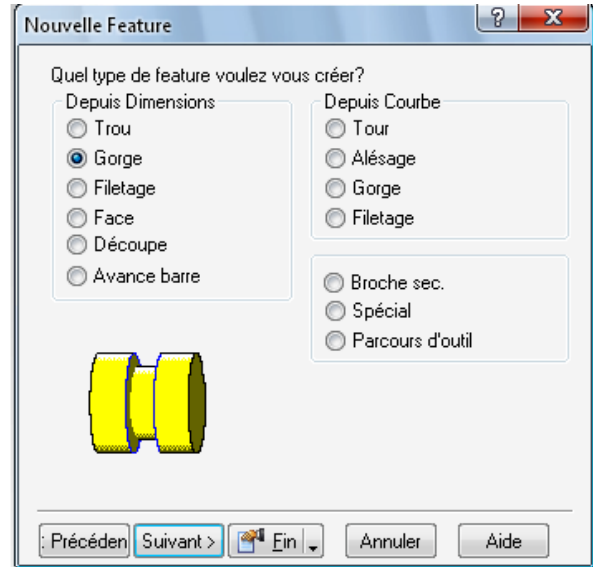 Nouvelle Feature
Quel type de feature voulez vous créer?
Depuis Dimensions
Trou
Gorge
Filetage
Face
Découpe
Avance barre
Depuis Courbe
Tour
Alésage
Gorge
Filetage
Broche sec.
Spécial
Parcours d'outil
: Précéden
Suivant >
Fin
Annuler
Aide